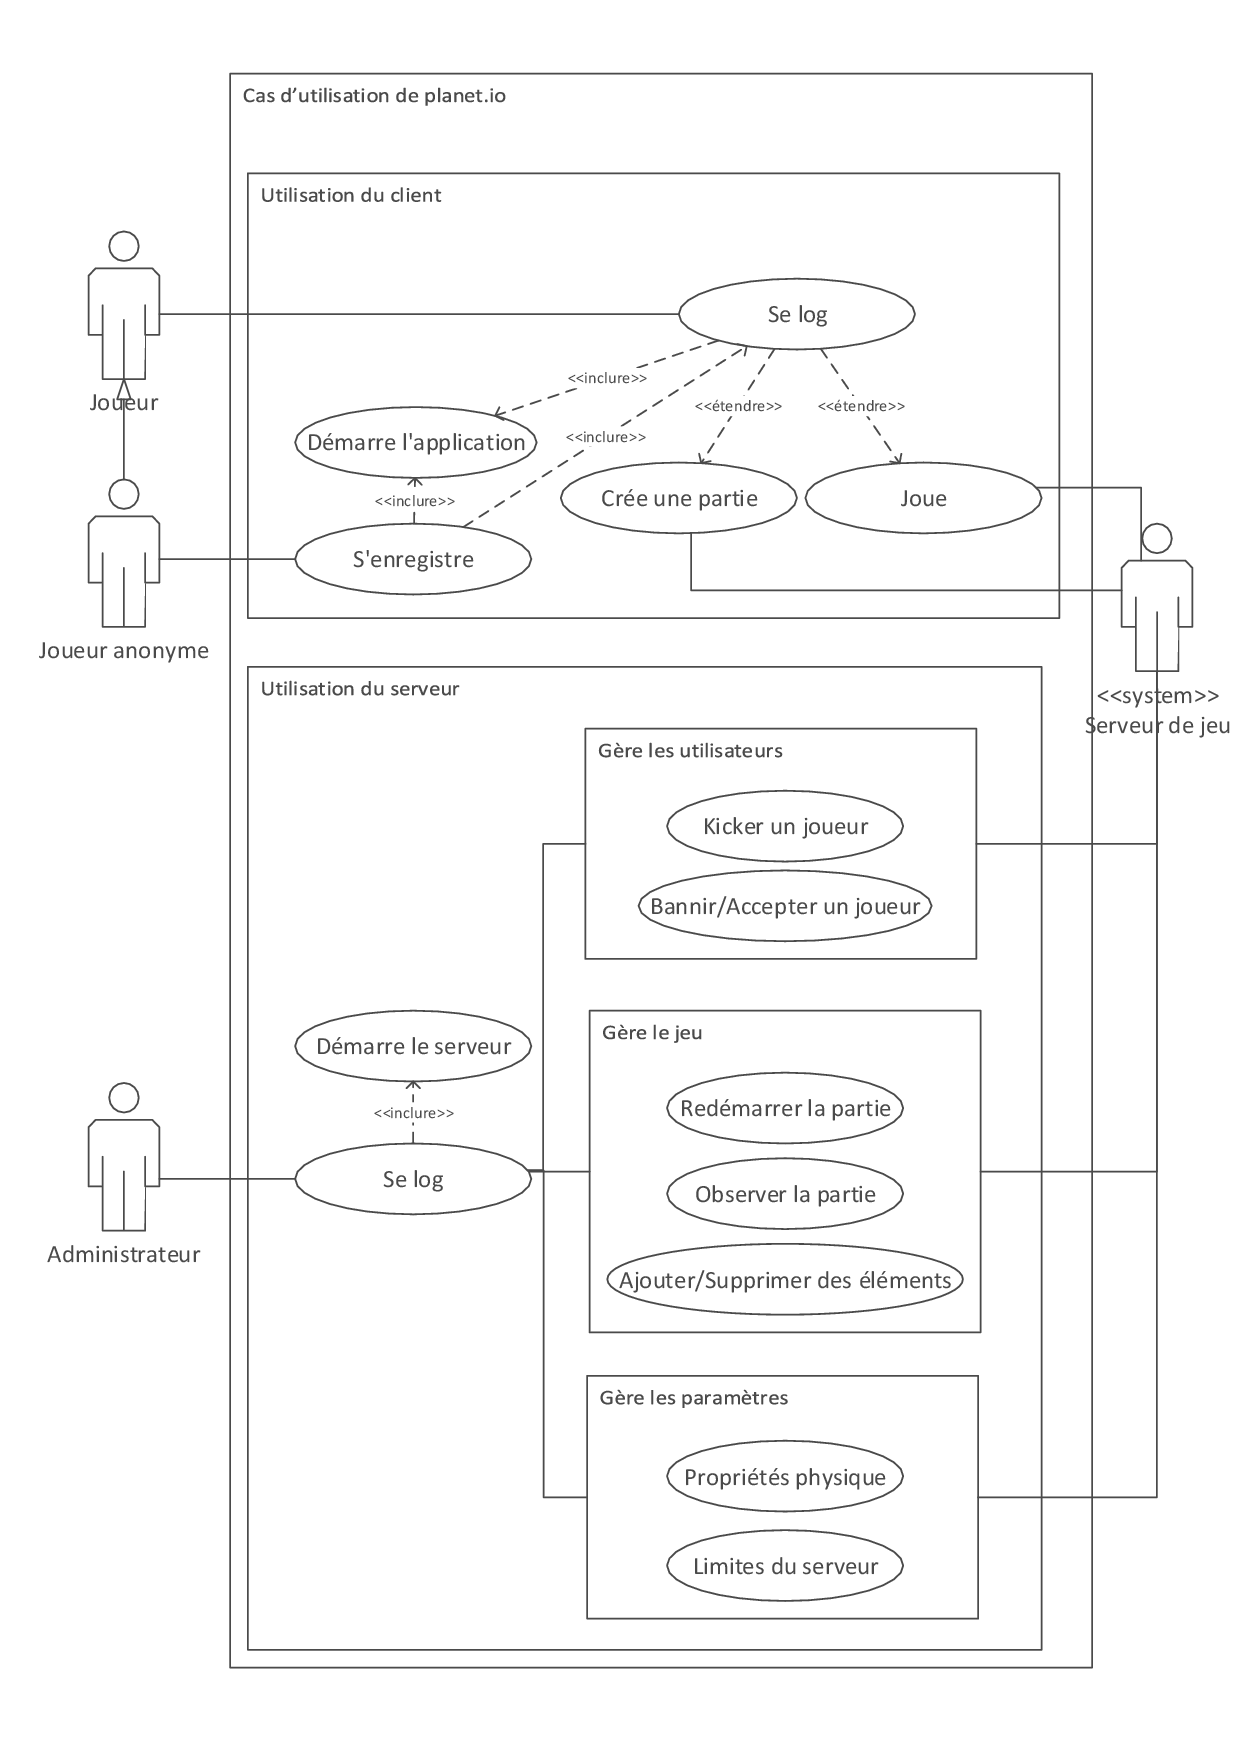 Cas d’utilisation de planet.io
Utilisation du client
Se log
<<inclure>>
Joueur
<<étendre>>
<<étendre>>
<<inclure>>
Démarre l'application
<<inclure>>
Crée une partie
Joue
S'enregistre
Joueur anonyme
Utilisation du serveur
<<system>>
Serveur de jeu
Gère les utilisateurs
Kicker un joueur
Bannir/Accepter un joueur
Gère le jeu
Démarre le serveur
Redémarrer la partie
<<inclure>>
Se log
Observer la partie
Administrateur
Ajouter/Supprimer des éléments
Gère les paramètres
Propriétés physique
Limites du serveur